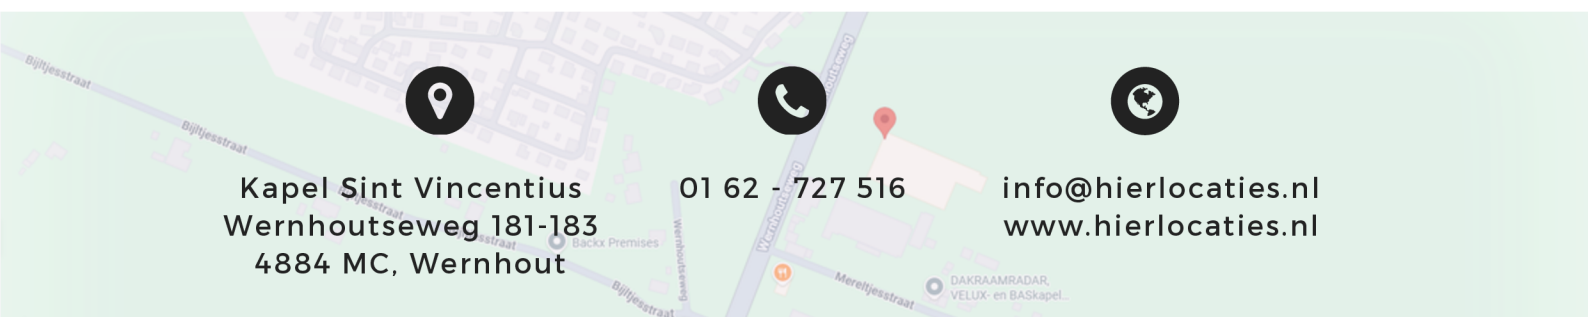 Bijltjesstraat
Bijltjesstraat
Bijltjesstraat
Wernhoutseweg
Kapel Sint Vincentius
Wernhoutseweg 181-183
4884 MC, Wernhout
01 62 - 727 516
info@hierlocaties.nl
www.hierlocaties.nl
Backx Premises
Wernhoutseweg
Mereltjesstraat
DAKRAAMRADAR,
VELUX- en BASkapel...